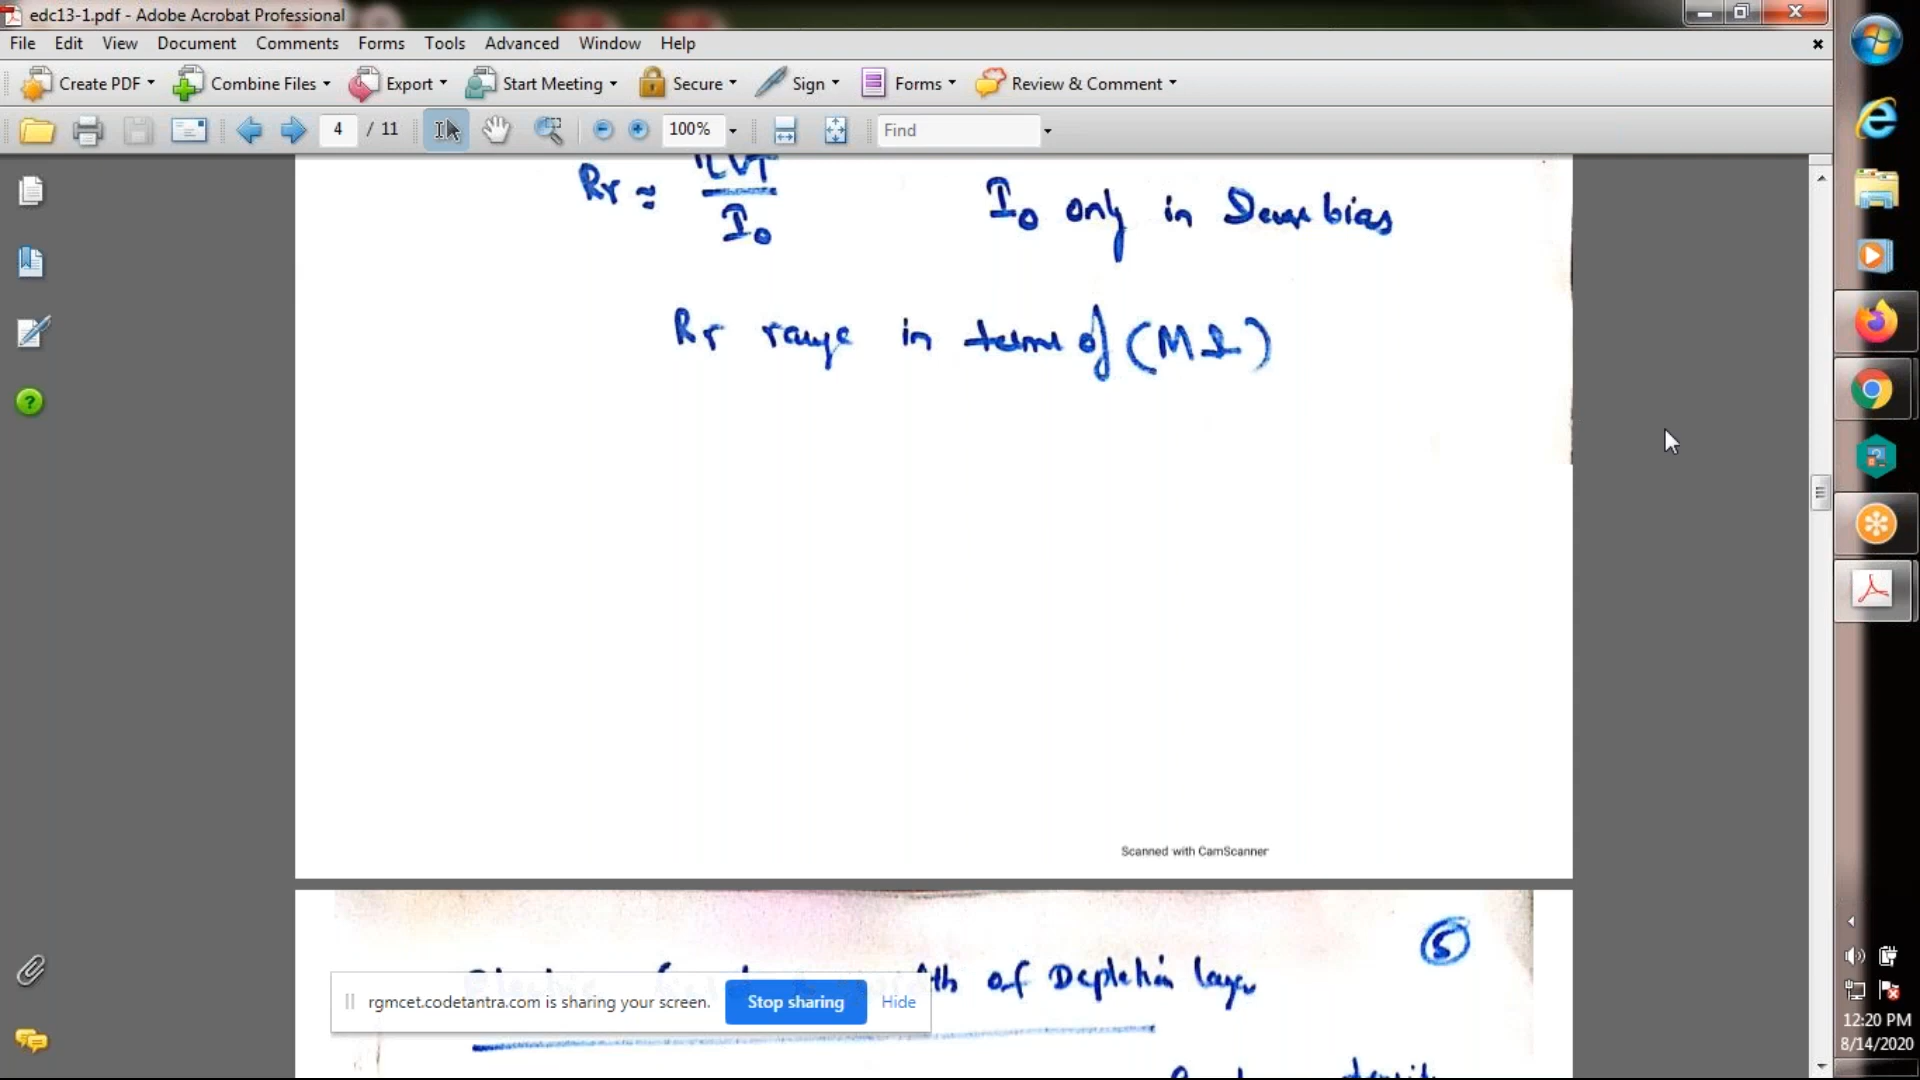 edc13-1.pdf - Adobe Acrobat Professional
File Edit View Document Comments Forms Tools Advanced Window Help
Create PDF Combine Files Export Start Meeting Secure Sign Forms Review & Comment
4 / 11 100% Find
Rr ≈ ηVT / I0
I0 only in bias
Rr range in terms of (MΩ)
Scanned with CamScanner
5
of Depletion layer
rgmcet.codetantra.com is sharing your screen. Stop sharing Hide
12:20 PM
8/14/2020